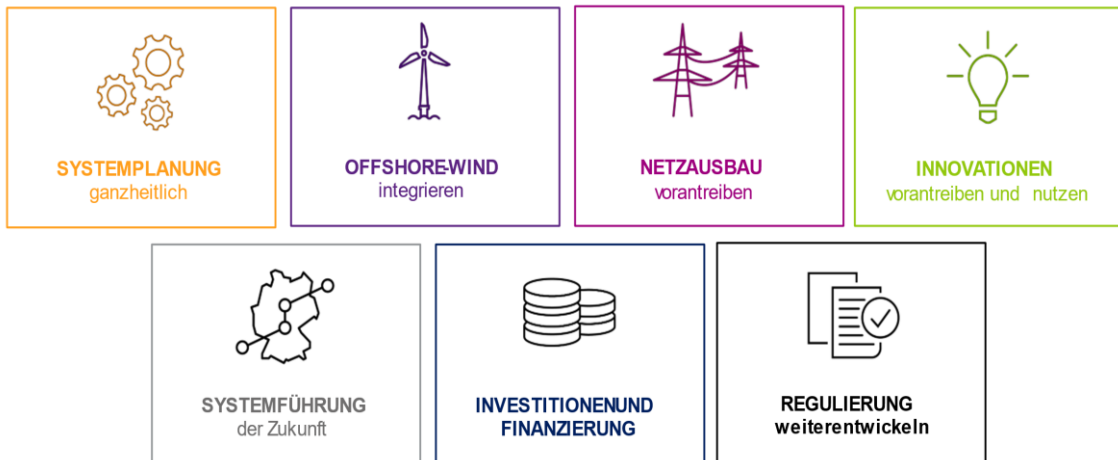 SYSTEMPLANUNG
ganzheitlich
OFFSHORE-WIND
integrieren
NETZAUSBAU
vorantreiben
INNOVATIONEN
vorantreiben und nutzen
SYSTEMFÜHRUNG
der Zukunft
INVESTITIONENUND
FINANZIERUNG
REGULIERUNG
weiterentwickeln